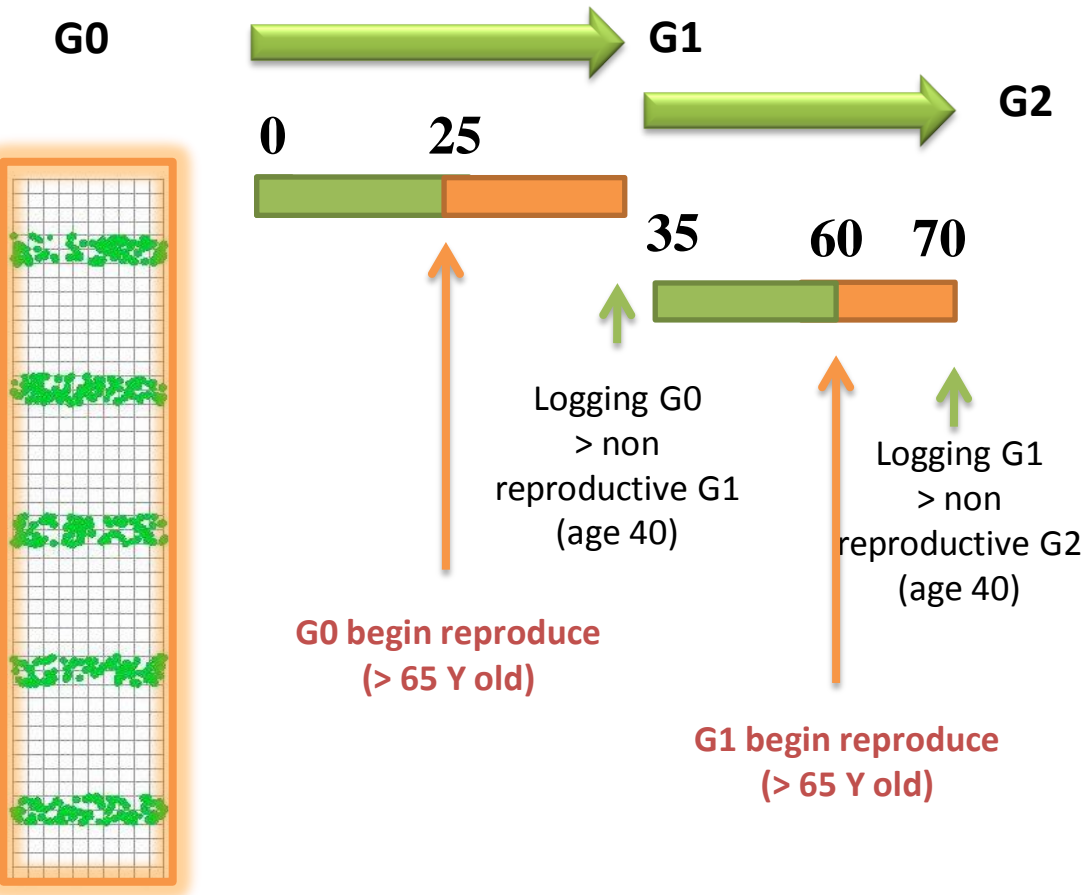 G0
G1
G2
0
25
35
60
70
Logging G0
> non
reproductive G1
(age 40)
Logging G1
> non
reproductive G2
(age 40)
G0 begin reproduce
(> 65 Y old)
G1 begin reproduce
(> 65 Y old)